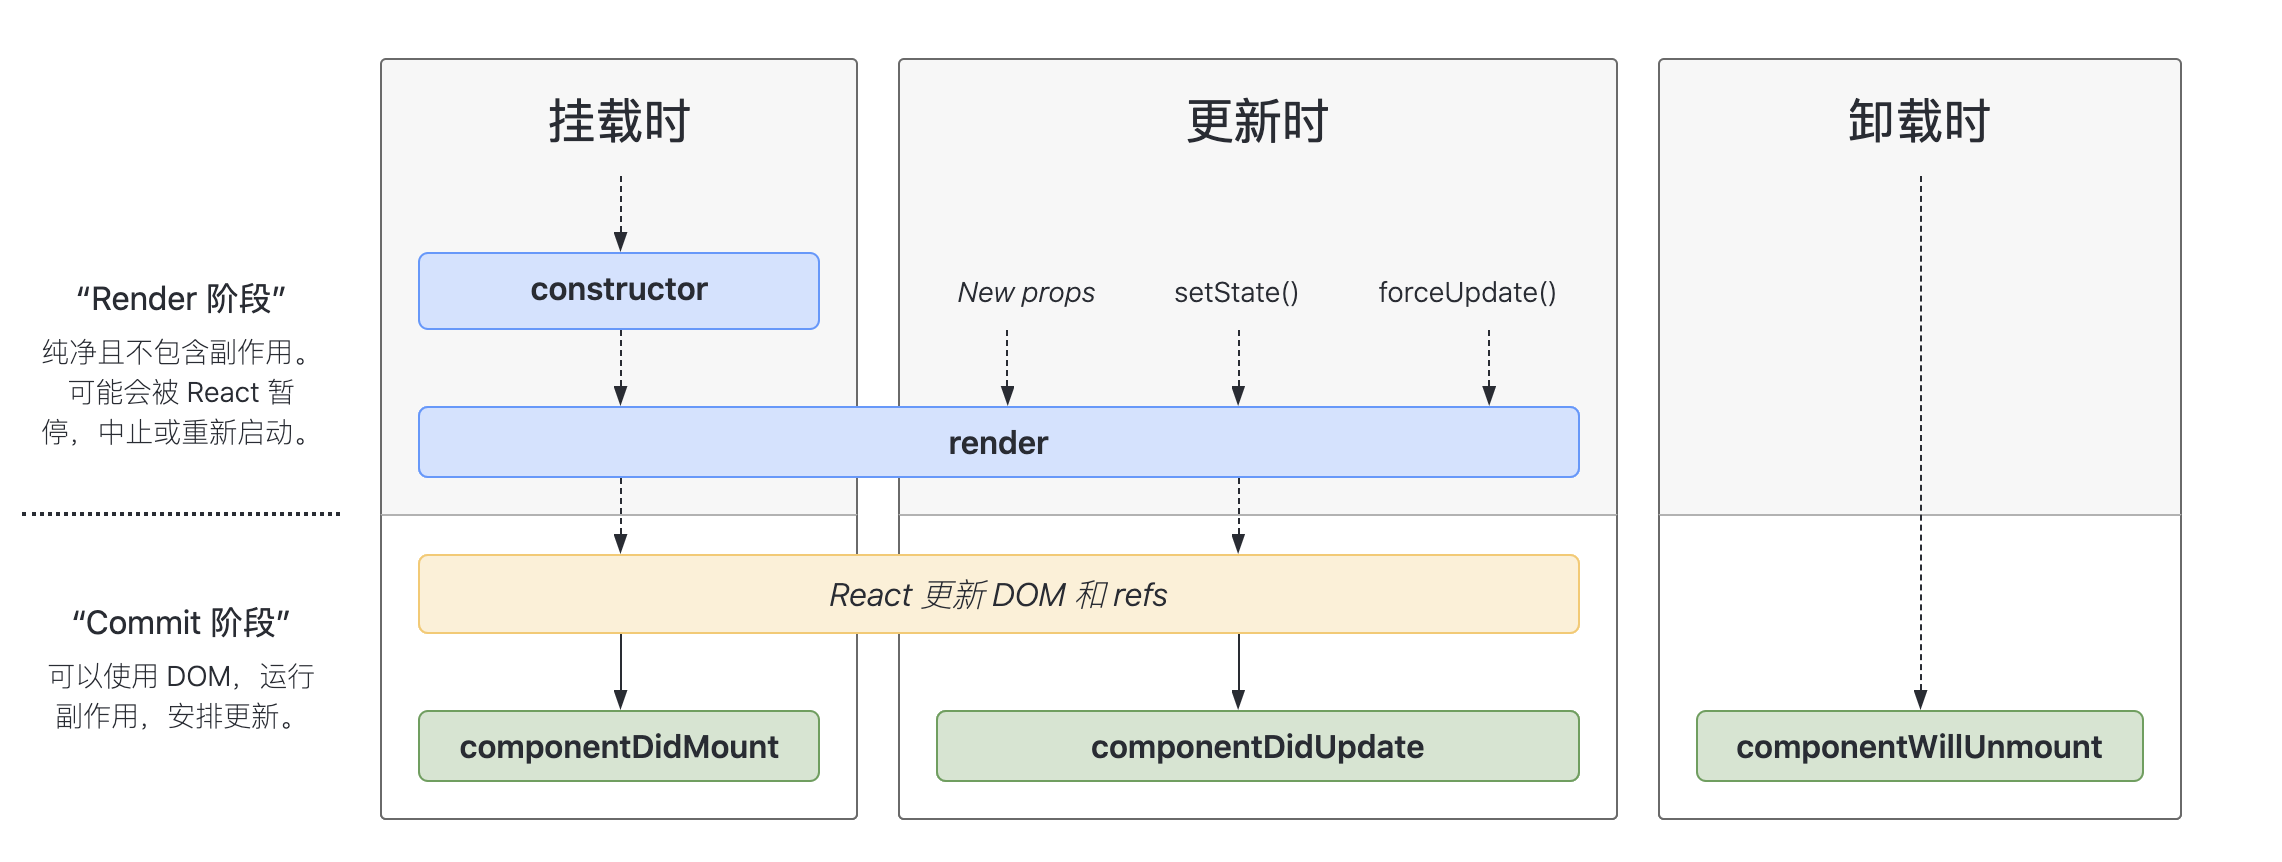 挂载时
更新时
卸载时
constructor
New props
setState()
forceUpdate()
“Render 阶段”
纯净且不包含副作用。
可能会被 React 暂
停，中止或重新启动。
render
React 更新 DOM 和 refs
“Commit 阶段”
可以使用 DOM，运行
副作用，安排更新。
componentDidMount
componentDidUpdate
componentWillUnmount